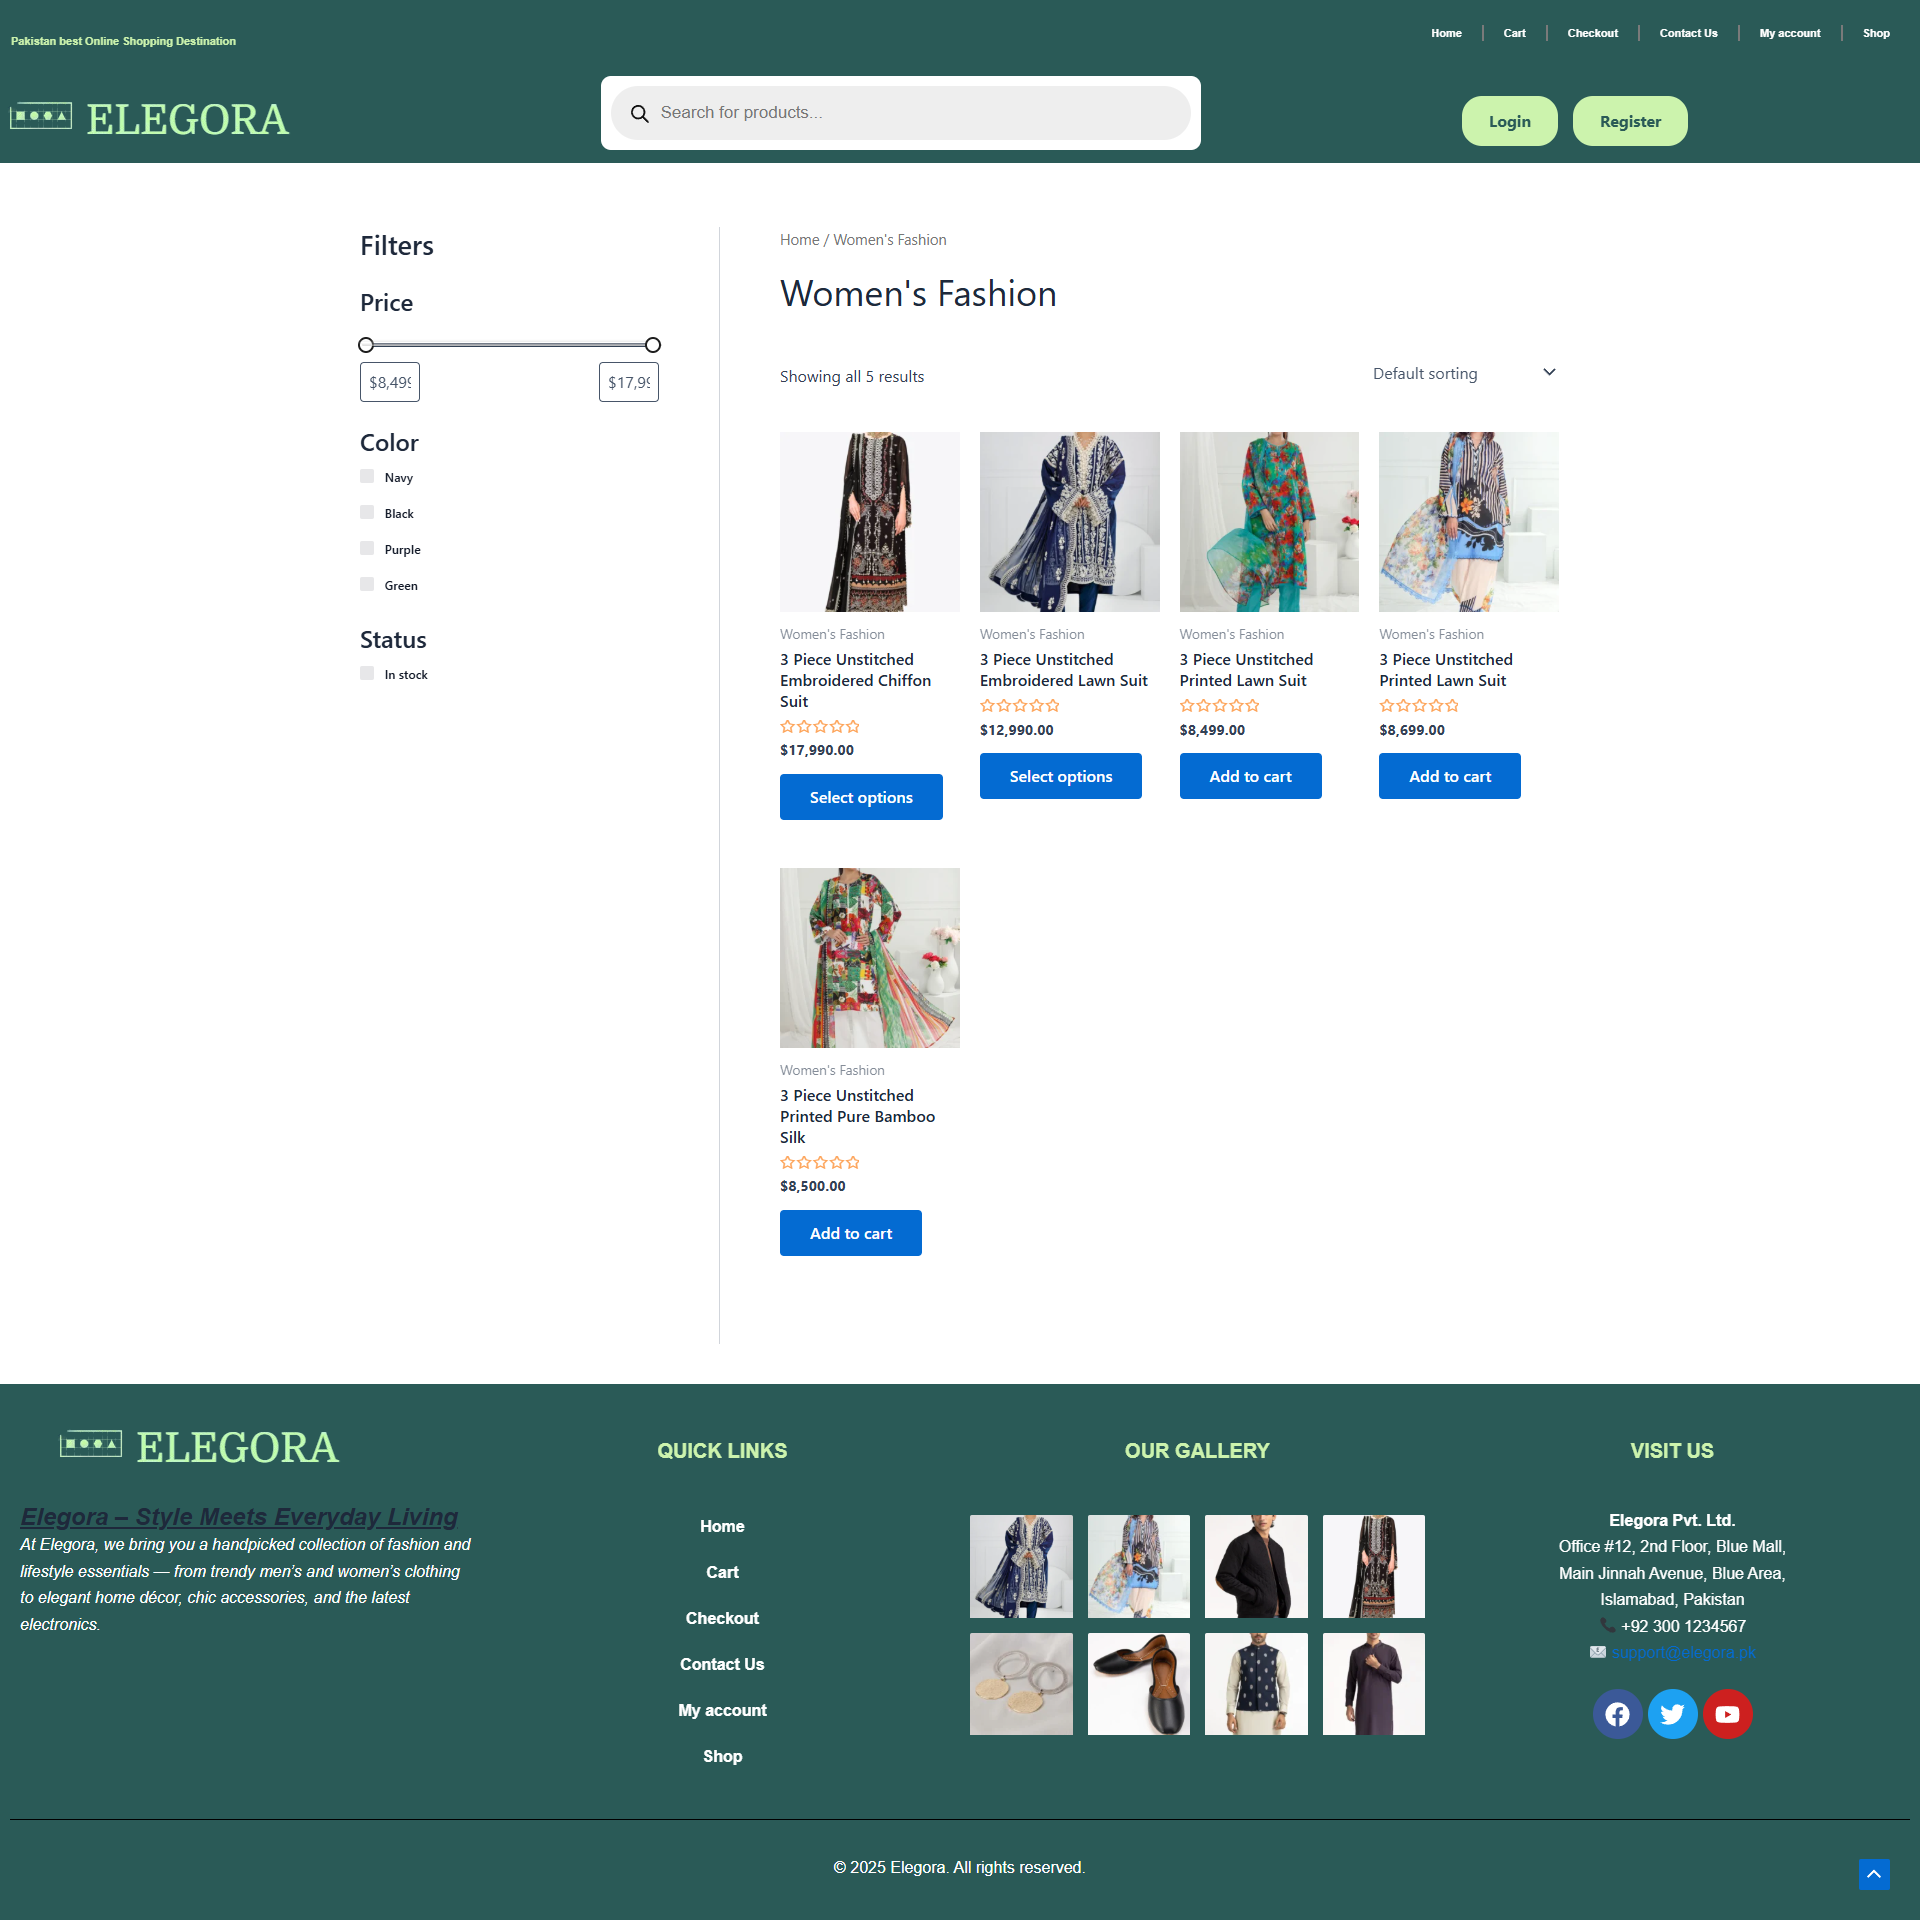 Pakistan best Online Shopping Destination
Home
Cart
Checkout
Contact Us
My account
Shop
ELEGORA
Search for products...
Login
Register
Filters
Price
$8,499
$17,99
Color
Navy
Black
Purple
Green
Status
In stock
Home / Women's Fashion
Women's Fashion
Showing all 5 results
Default sorting
Women's Fashion
3 Piece Unstitched
Embroidered Chiffon
Suit
$17,990.00
Select options
Women's Fashion
3 Piece Unstitched
Embroidered Lawn Suit
$12,990.00
Select options
Women's Fashion
3 Piece Unstitched
Printed Lawn Suit
$8,499.00
Add to cart
Women's Fashion
3 Piece Unstitched
Printed Lawn Suit
$8,699.00
Add to cart
Women's Fashion
3 Piece Unstitched
Printed Pure Bamboo
Silk
$8,500.00
Add to cart
ELEGORA
Elegora – Style Meets Everyday Living
At Elegora, we bring you a handpicked collection of fashion and
lifestyle essentials — from trendy men’s and women’s clothing
to elegant home décor, chic accessories, and the latest
electronics.
QUICK LINKS
Home
Cart
Checkout
Contact Us
My account
Shop
OUR GALLERY
VISIT US
Elegora Pvt. Ltd.
Office #12, 2nd Floor, Blue Mall,
Main Jinnah Avenue, Blue Area,
Islamabad, Pakistan
+92 300 1234567
support@elegora.pk
© 2025 Elegora. All rights reserved.